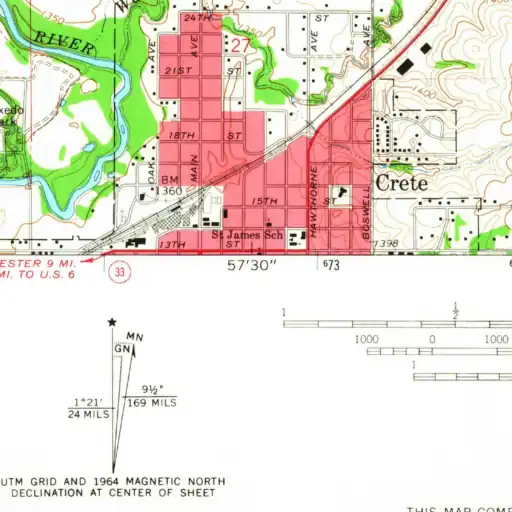 24TH ST
1350
RIVER
AVE
AVE
AVE
27
21ST ST
1400
18TH ST
OAK
MAIN
BM
1360
15TH ST
HAWTHORNE
BOSWELL
Crete
St James Sch
13TH ST
1398
ESTER 9 MI.
MI. TO U.S. 6
33
57'30"
673
1
1/2
1000 0 1000
1
MN
GN
1°21'
24 MILS
9½°
169 MILS
UTM GRID AND 1964 MAGNETIC NORTH
DECLINATION AT CENTER OF SHEET